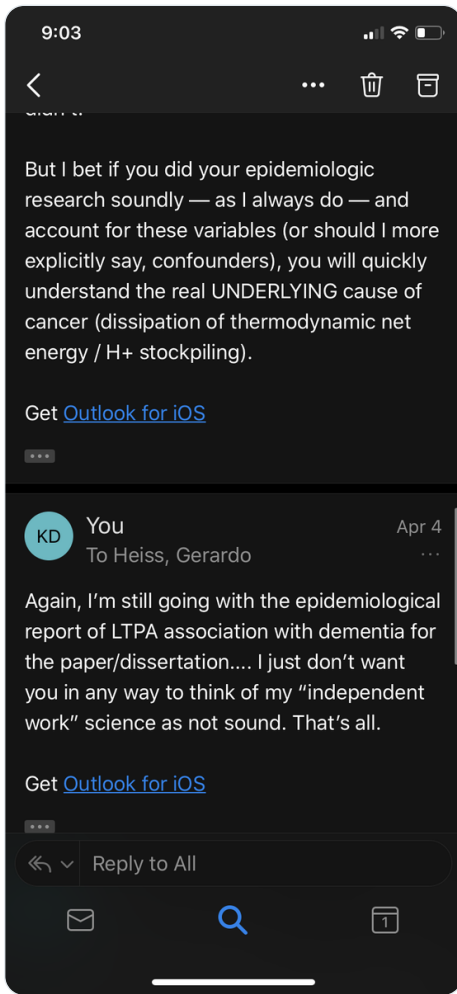 9:03
didn't.
But I bet if you did your epidemiologic
research soundly — as I always do — and
account for these variables (or should I more
explicitly say, confounders), you will quickly
understand the real UNDERLYING cause of
cancer (dissipation of thermodynamic net
energy / H+ stockpiling).
Get Outlook for iOS
KD
You
Apr 4
To Heiss, Gerardo
Again, I'm still going with the epidemiological
report of LTPA association with dementia for
the paper/dissertation.... I just don't want
you in any way to think of my “independent
work” science as not sound. That's all.
Get Outlook for iOS
Reply to All
1